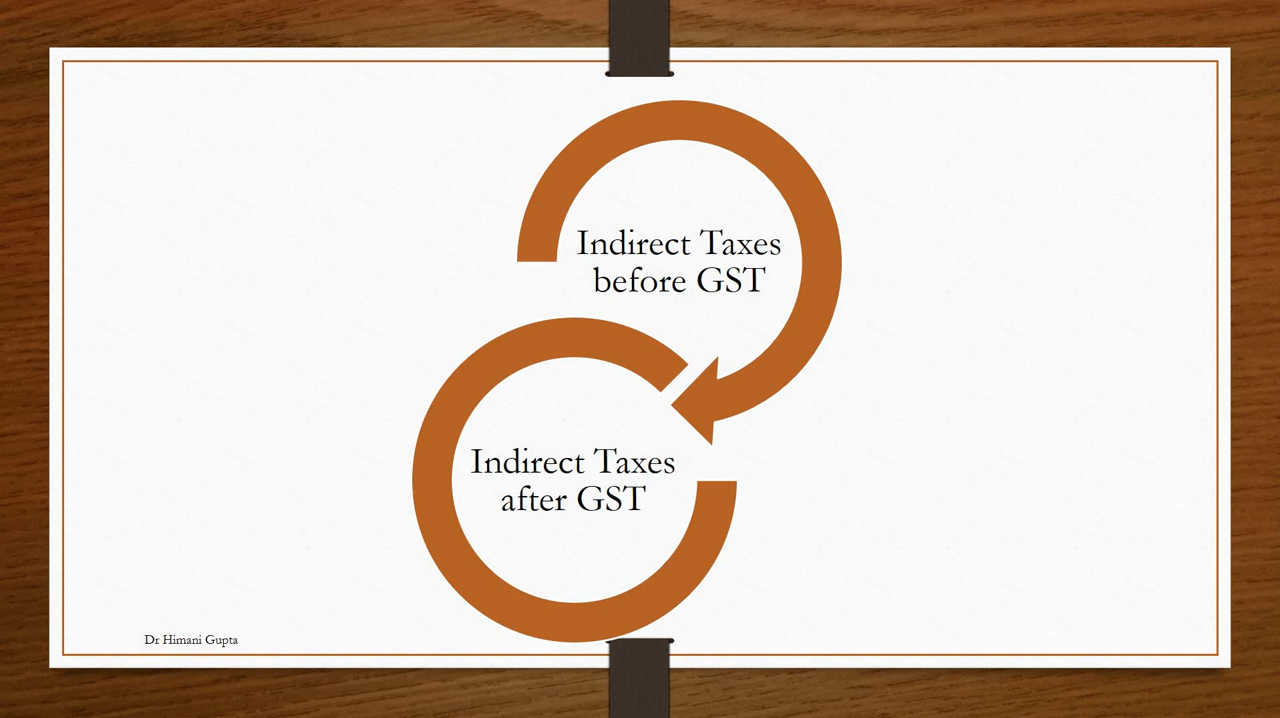 Indirect Taxes
before GST
Indirect Taxes
after GST
Dr Himani Gupta